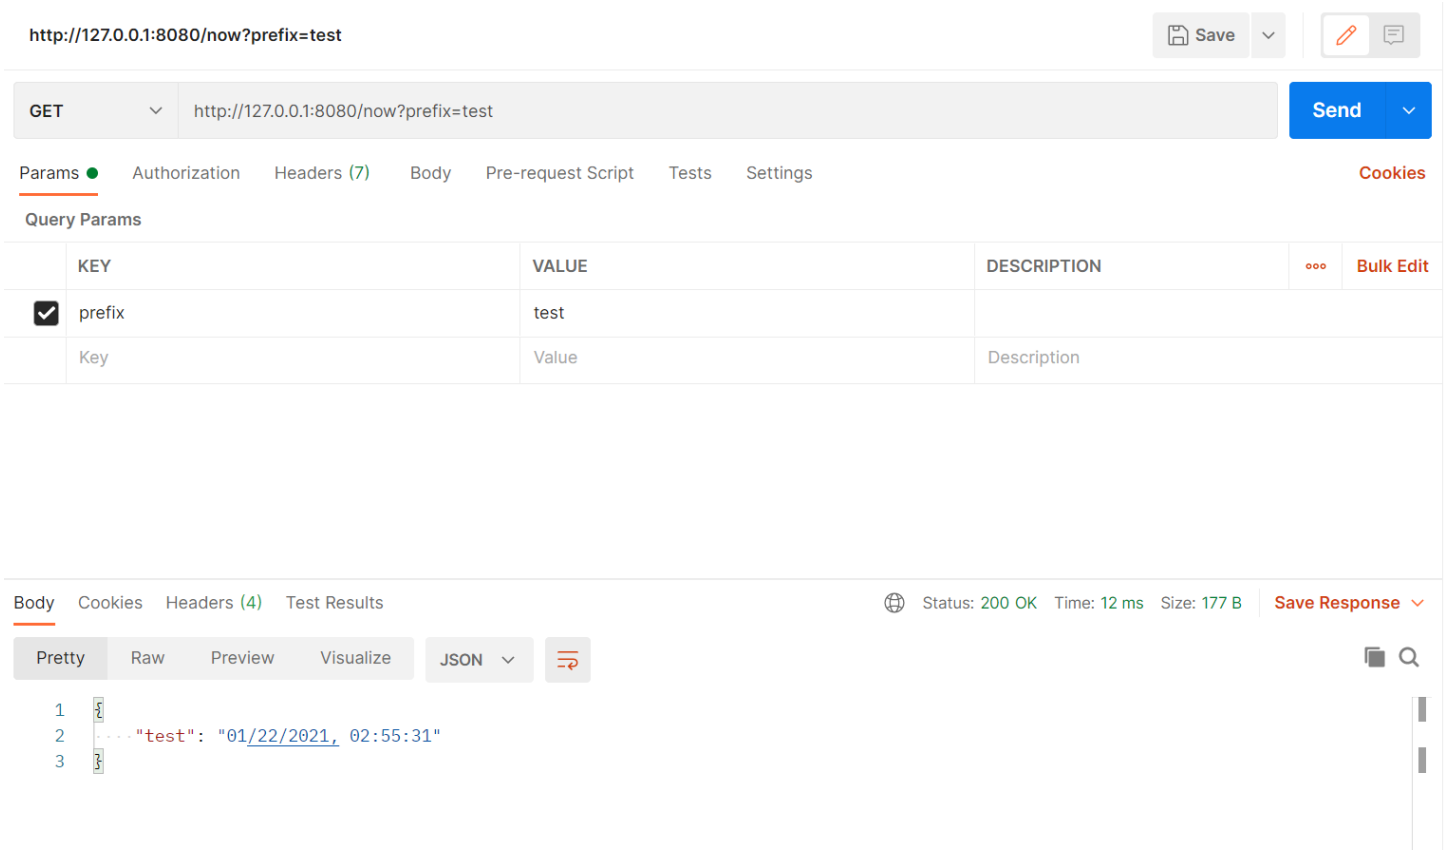 http://127.0.0.1:8080/now?prefix=test Save
GET http://127.0.0.1:8080/now?prefix=test Send
Params Authorization Headers (7) Body Pre-request Script Tests Settings Cookies
Query Params
KEY VALUE DESCRIPTION ooo Bulk Edit
prefix test
Key Value Description
Body Cookies Headers (4) Test Results Status: 200 OK Time: 12 ms Size: 177 B Save Response
Pretty Raw Preview Visualize JSON
1 {
2 "test": "01/22/2021, 02:55:31"
3 }